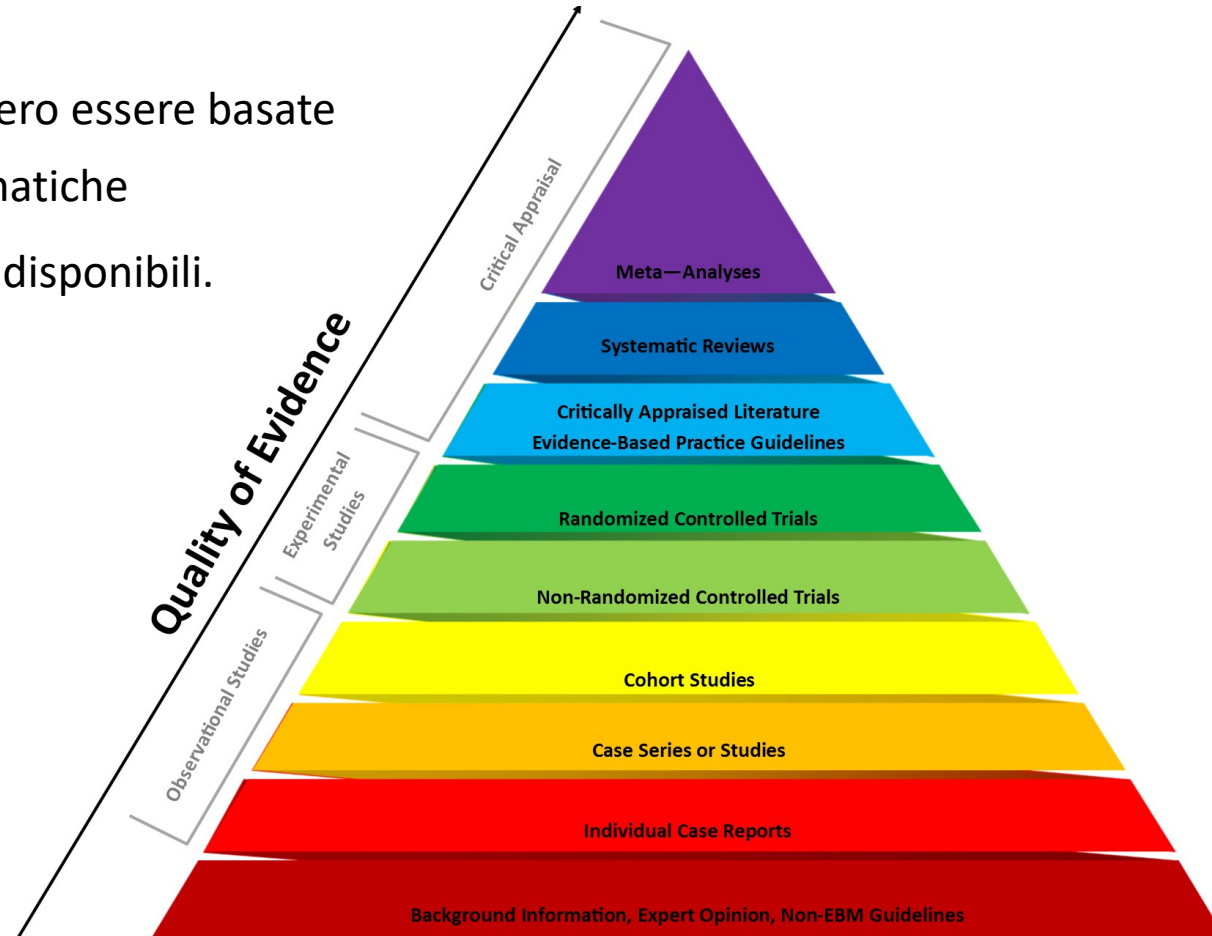 ero essere basate
natiche
disponibili.
Quality of Evidence
Critical Appraisal
Experimental
Studies
Observational Studies
Meta—Analyses
Systematic Reviews
Critically Appraised Literature
Evidence-Based Practice Guidelines
Randomized Controlled Trials
Non-Randomized Controlled Trials
Cohort Studies
Case Series or Studies
Individual Case Reports
Background Information, Expert Opinion, Non-EBM Guidelines